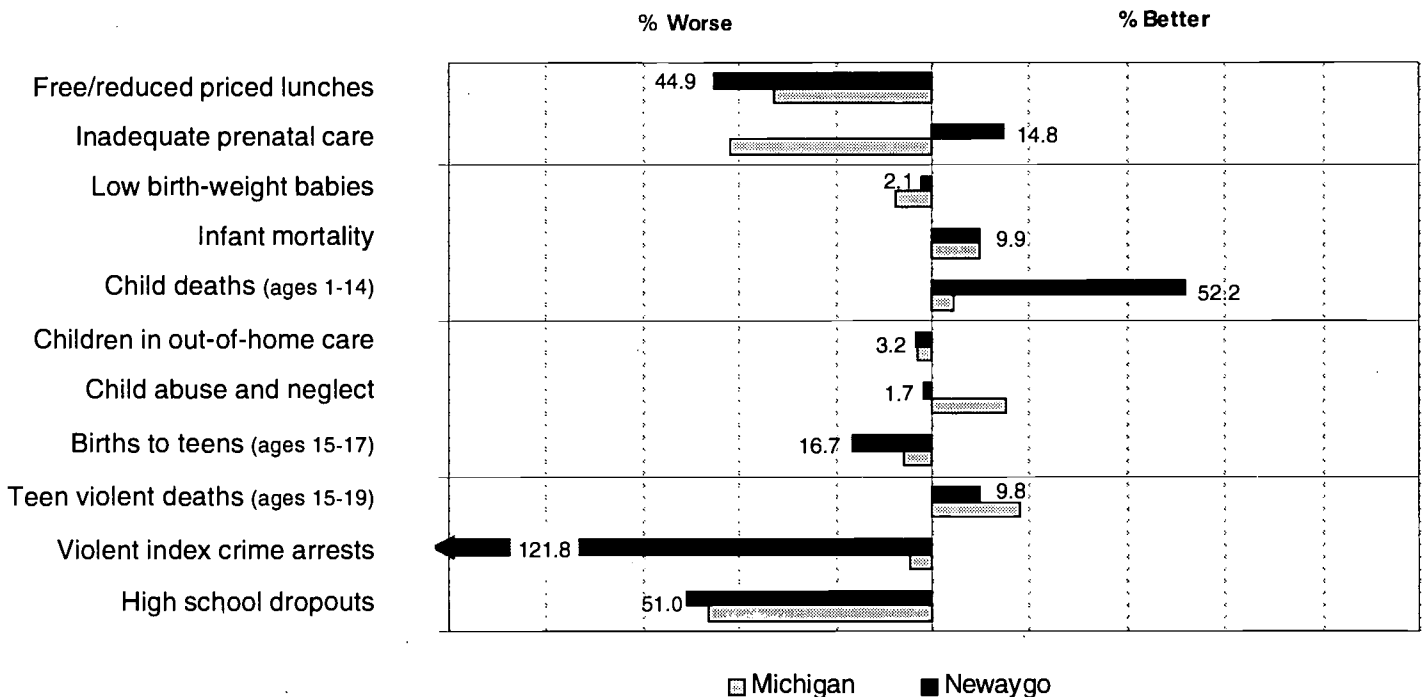 % Worse % Better
Free/reduced priced lunches 44.9
Inadequate prenatal care 14.8
Low birth-weight babies 2.1
Infant mortality 9.9
Child deaths (ages 1-14) 52.2
Children in out-of-home care 3.2
Child abuse and neglect 1.7
Births to teens (ages 15-17) 16.7
Teen violent deaths (ages 15-19) 9.8
Violent index crime arrests 121.8
High school dropouts 51.0
Michigan Newaygo